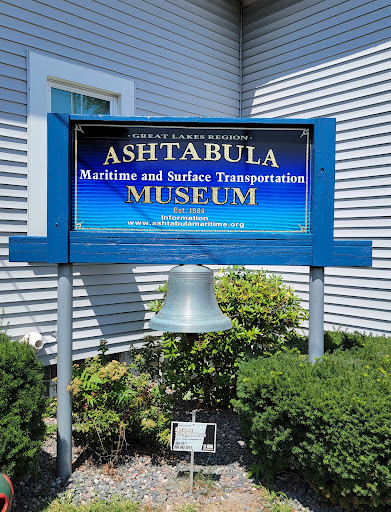 · GREAT LAKES REGION ·
ASHTABULA
Maritime and Surface Transportation
MUSEUM
Est. 1984
Information
www.ashtabulamaritime.org